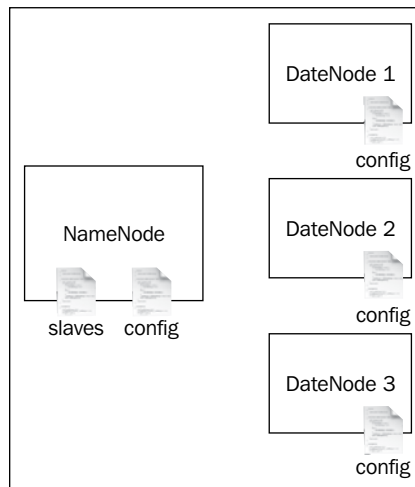 DateNode 1
config
NameNode
slaves config
DateNode 2
config
DateNode 3
config